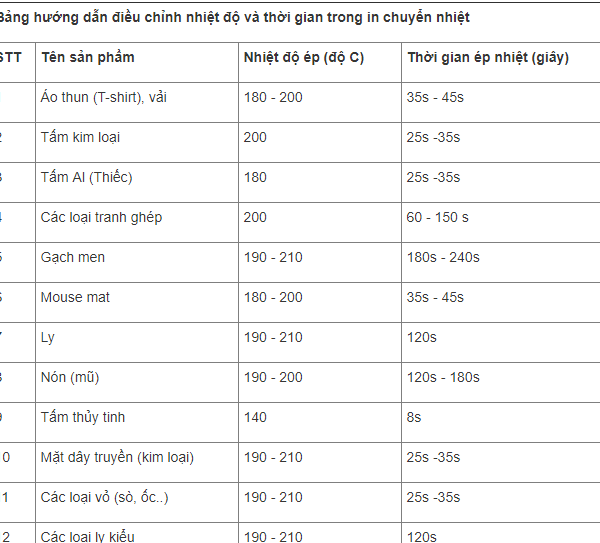 Bảng hướng dẫn điều chỉnh nhiệt độ và thời gian trong in chuyển nhiệt
STT Tên sản phẩm Nhiệt độ ép (độ C) Thời gian ép nhiệt (giây)
Áo thun (T-shirt), vải 180 - 200 35s - 45s
2 Tấm kim loại 200 25s -35s
3 Tấm Al (Thiếc) 180 25s -35s
4 Các loại tranh ghép 200 60 - 150 s
5 Gạch men 190 - 210 180s - 240s
6 Mouse mat 180 - 200 35s - 45s
7 Ly 190 - 210 120s
8 Nón (mũ) 190 - 200 120s - 180s
9 Tấm thủy tinh 140 8s
10 Mặt dây truyền (kim loại) 190 - 210 25s -35s
11 Các loại vỏ (sò, ốc..) 190 - 210 25s -35s
12 Các loại ly kiểu 190 - 210 120s